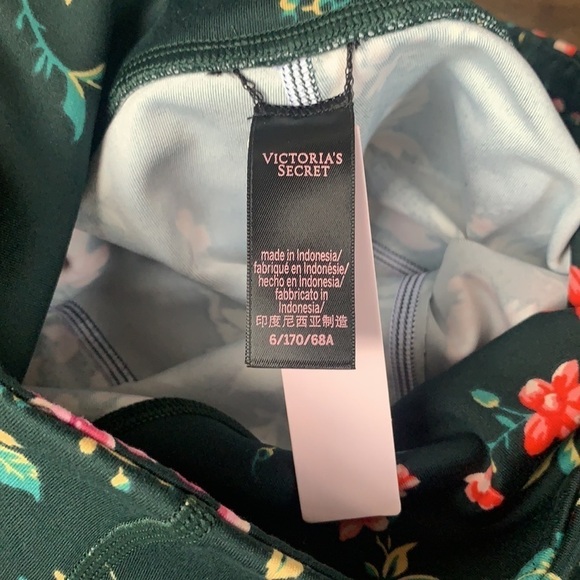 VICTORIA'S
SECRET
made in Indonesia/
fabriqué en Indonésie/
hecho en Indonesia/
fabbricato in
Indonesia/
印度尼西亚制造
6/170/68A